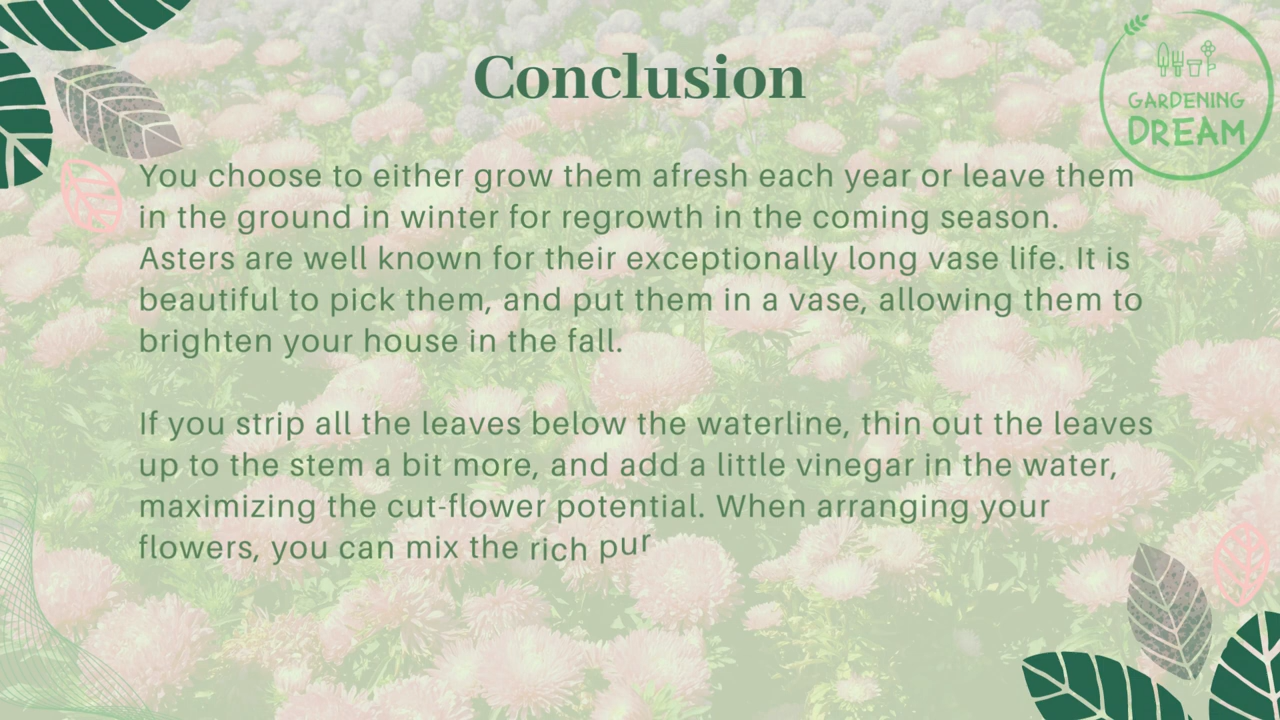 Conclusion
GARDENING
DREAM
You choose to either grow them afresh each year or leave them
in the ground in winter for regrowth in the coming season.
Asters are well known for their exceptionally long vase life. It is
beautiful to pick them, and put them in a vase, allowing them to
brighten your house in the fall.
If you strip all the leaves below the waterline, thin out the leaves
up to the stem a bit more, and add a little vinegar in the water,
maximizing the cut-flower potential. When arranging your
flowers, you can mix the rich pur